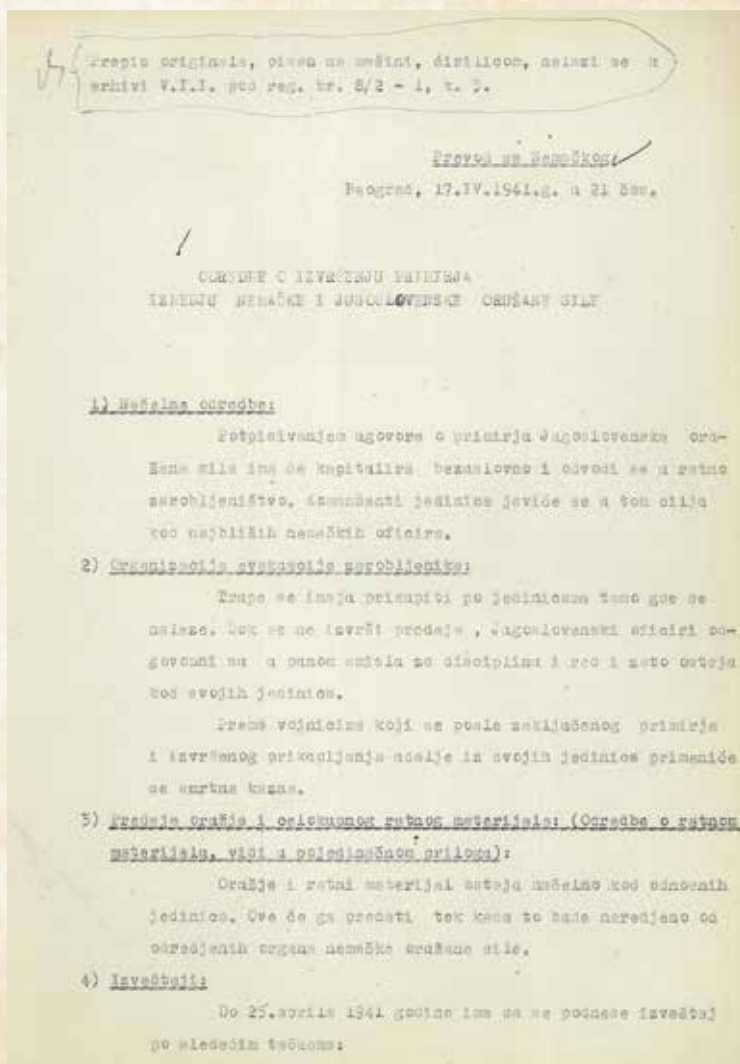 Prepis originala, pisan na mašini, ćirilicom, nalazi se u
arhivi V.I.I. pod reg. br. 8/2 - 1, k. 3.
Prevod sa Nemačkog:
Beograd, 17.IV.1941.g. u 21 čas.
ODREDBE O IZVRŠENJU PRIMIRJA
IZMEDJU NEMAČKE I JUGOSLOVENSKE ORUŽANE SILE
1) Načelne odredbe:
Potpisivanjem ugovora o primirju Jugoslovenska oru-
žana sila ima da kapitulira bezuslovno i odvodi se u ratno
zarobljeništvo. Komandanti jedinica javiće se u tom cilju
kod najbližih nemačkih oficira.
2) Organizacija evakuacije zarobljenika:
Trupe se imaju prikupiti po jedinicama tamo gde se
nalaze. Dok se ne izvrši predaja , Jugoslovenski oficiri od-
govorni su u punom smislu za disciplinu i red i zato ostaju
kod svojih jedinica.
Prema vojnicima koji se posle zaključenog primirja
i izvršenog prikupljanja udalje iz svojih jedinica primeniće
se smrtna kazna.
3) Predaja oružja i celokupnog ratnog materijala: (Odredbe o ratnom
materijalu, vidi u pojedinačnom prilogu):
Oružje i ratni materijal ostaju načelno kod odnosnih
jedinica. Ove će ga predati tek kada to bude naredjeno od
odredjenih organa nemačke oružane sile.
4) Izveštaji:
Do 25.aprila 1941 godine ima da se podnese izveštaj
po sledećim tačkama: